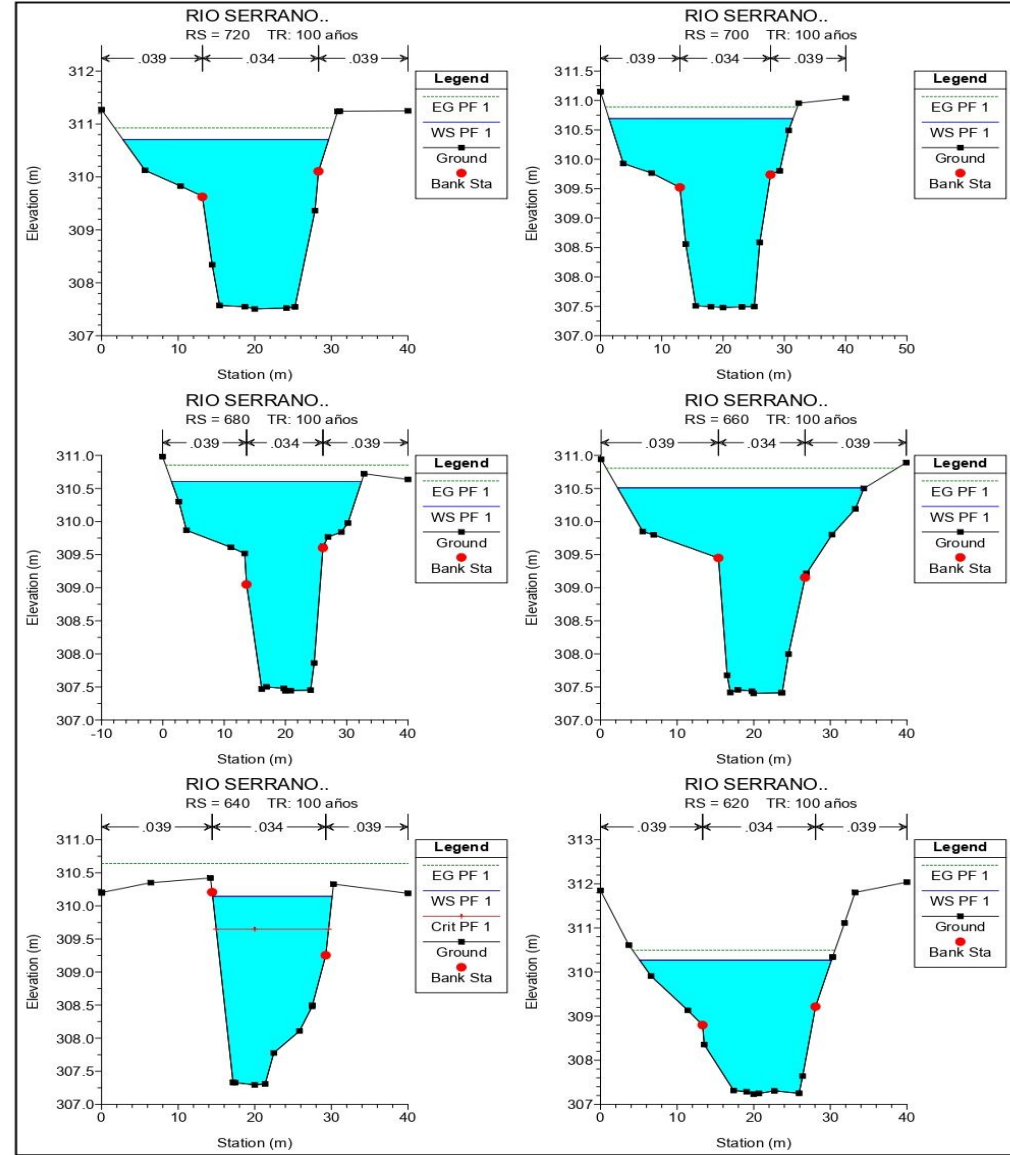 RIO SERRANO..
RS = 720 TR: 100 años
.039 .034 .039
312
311
310
309
308
307
Elevation (m)
0 10 20 30 40
Station (m)
Legend
EG PF 1
WS PF 1
Ground
Bank Sta
RIO SERRANO..
RS = 700 TR: 100 años
.039 .034 .039
311.5
311.0
310.5
310.0
309.5
309.0
308.5
308.0
307.5
307.0
Elevation (m)
0 10 20 30 40 50
Station (m)
Legend
EG PF 1
WS PF 1
Ground
Bank Sta
RIO SERRANO..
RS = 680 TR: 100 años
.039 .034 .039
311.0
310.5
310.0
309.5
309.0
308.5
308.0
307.5
307.0
Elevation (m)
-10 0 10 20 30 40
Station (m)
Legend
EG PF 1
WS PF 1
Ground
Bank Sta
RIO SERRANO..
RS = 660 TR: 100 años
.039 .034 .039
311.0
310.5
310.0
309.5
309.0
308.5
308.0
307.5
307.0
Elevation (m)
0 10 20 30 40
Station (m)
Legend
EG PF 1
WS PF 1
Ground
Bank Sta
RIO SERRANO..
RS = 640 TR: 100 años
.039 .034 .039
311.0
310.5
310.0
309.5
309.0
308.5
308.0
307.5
307.0
Elevation (m)
0 10 20 30 40
Station (m)
Legend
EG PF 1
WS PF 1
Crit PF 1
Ground
Bank Sta
RIO SERRANO..
RS = 620 TR: 100 años
.039 .034 .039
313
312
311
310
309
308
307
Elevation (m)
0 10 20 30 40
Station (m)
Legend
EG PF 1
WS PF 1
Ground
Bank Sta